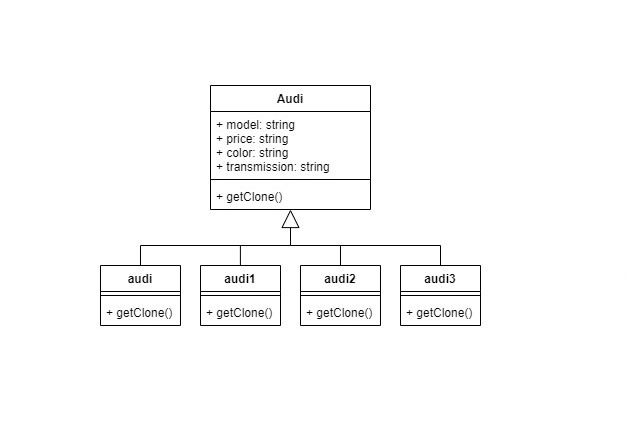 Audi
+ model: string
+ price: string
+ color: string
+ transmission: string
+ getClone()
audi
+ getClone()
audi1
+ getClone()
audi2
+ getClone()
audi3
+ getClone()